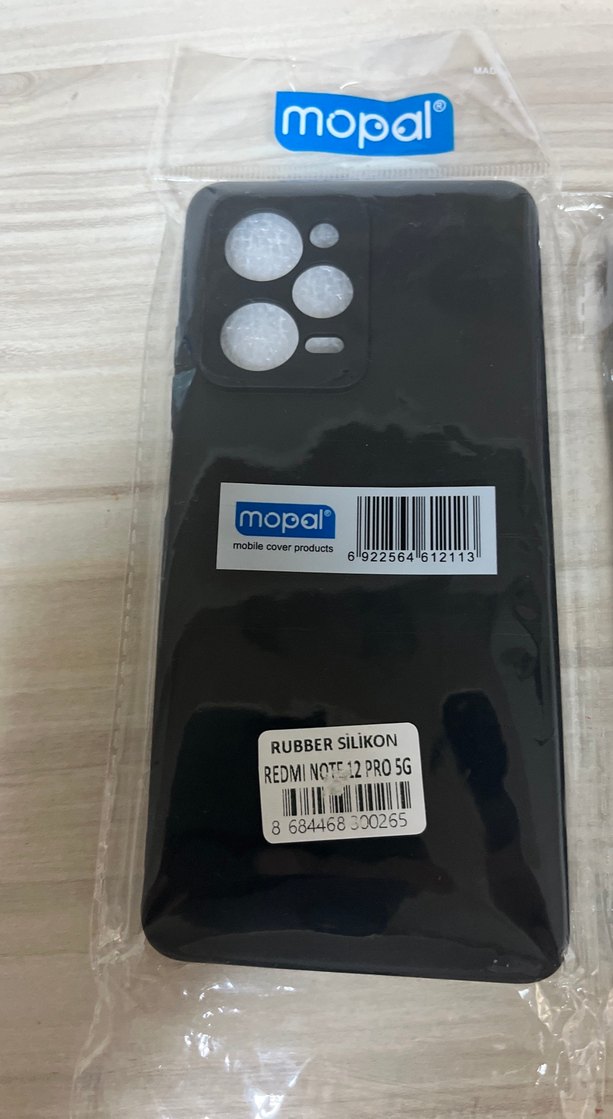 MAD
mopal®
mopal®
mobile cover products
6 922564 612113
RUBBER SİLİKON
REDMI NOTE 12 PRO 5G
8 684468 300265